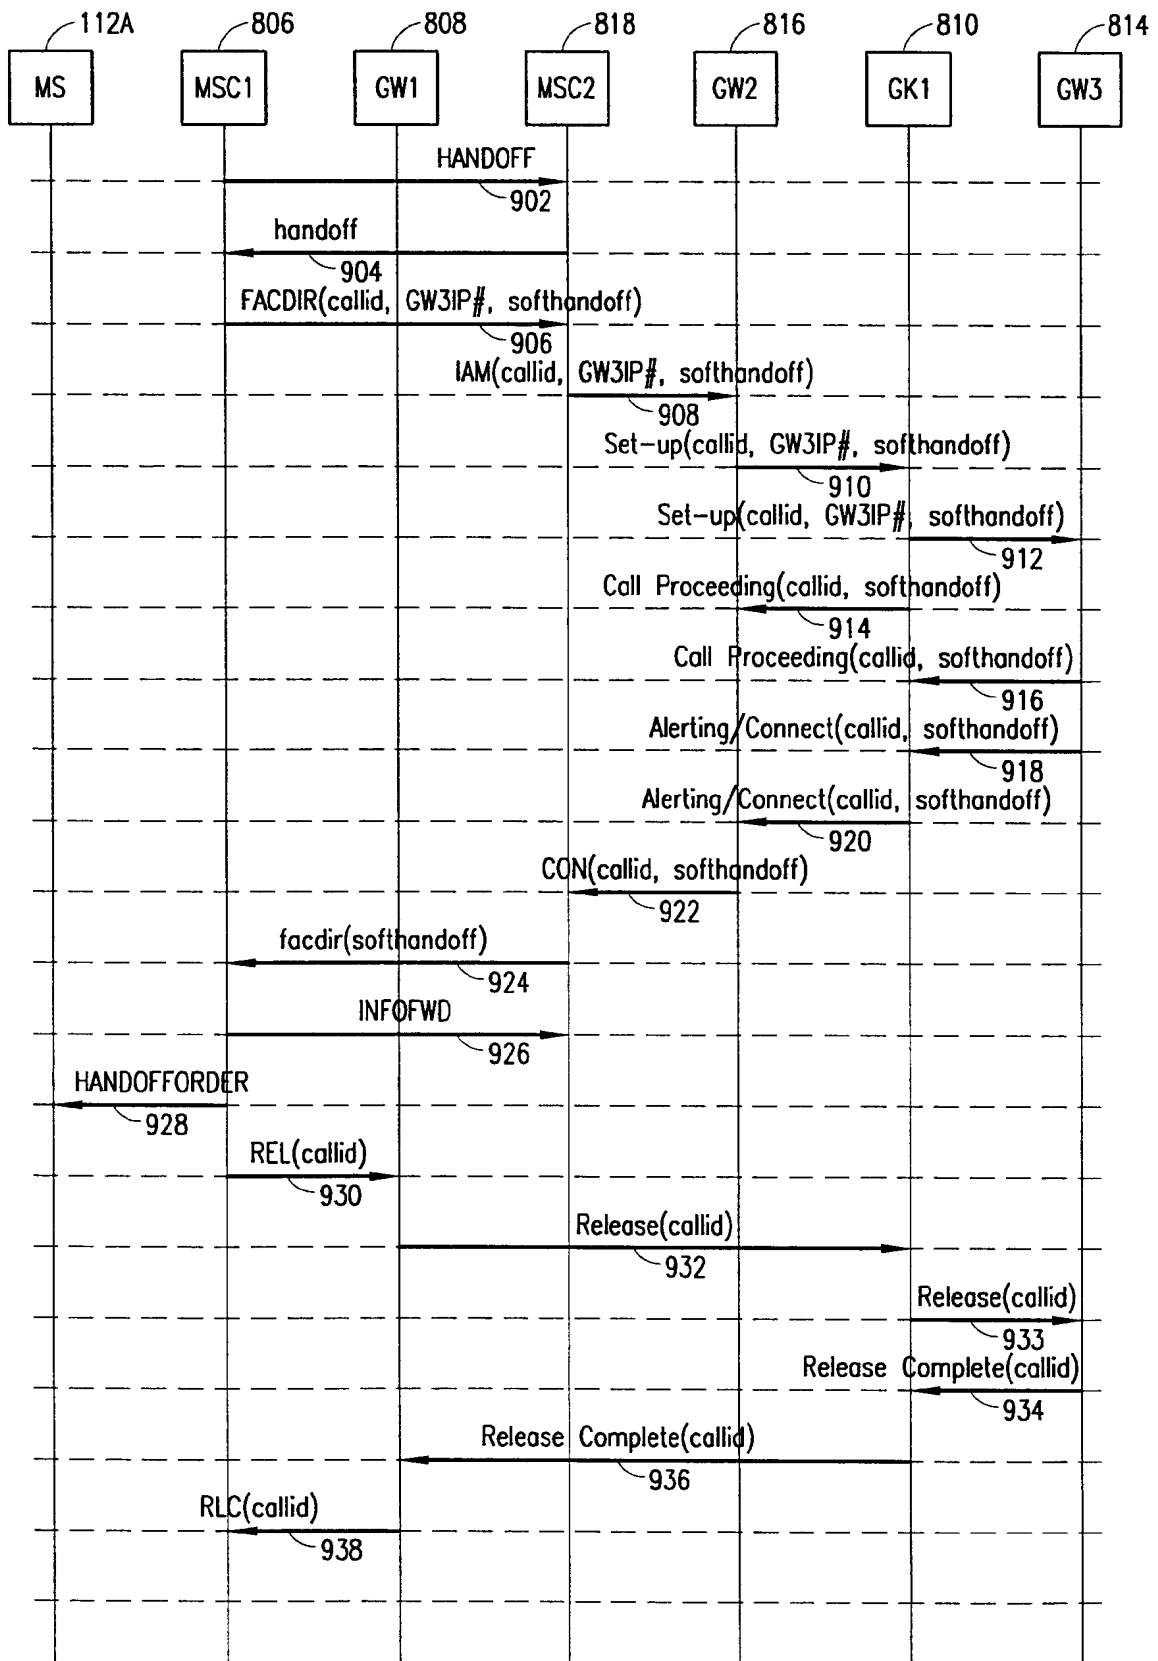 112A 806 808 818 816 810 814
MS MSC1 GW1 MSC2 GW2 GK1 GW3
HANDOFF
902
handoff
904
FACDIR(callid, GW3IP#, softhandoff)
906
IAM(callid, GW3IP#, softhandoff)
908
Set-up(callid, GW3IP#, softhandoff)
910
Set-up(callid, GW3IP#, softhandoff)
912
Call Proceeding(callid, softhandoff)
914
Call Proceeding(callid, softhandoff)
916
Alerting/Connect(callid, softhandoff)
918
Alerting/Connect(callid, softhandoff)
920
CON(callid, softhandoff)
922
facdir(softhandoff)
924
INFOFWD
926
HANDOFFORDER
928
REL(callid)
930
Release(callid)
932
Release(callid)
933
Release Complete(callid)
934
Release Complete(callid)
936
RLC(callid)
938